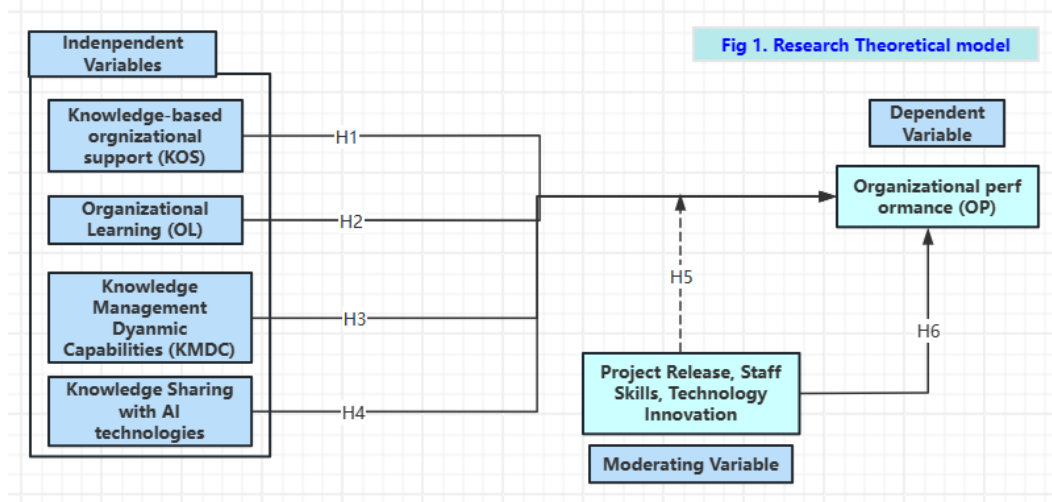 Indenpendent
Variables
Fig 1. Research Theoretical model
Knowledge-based
orgnizational
support (KOS)
H1
Dependent
Variable
Organizational perf
ormance (OP)
Organizational
Learning (OL)
H2
Knowledge
Management
Dyanmic
Capabilities (KMDC)
H3
H5
H6
Knowledge Sharing
with AI
technologies
H4
Project Release, Staff
Skills, Technology
Innovation
Moderating Variable